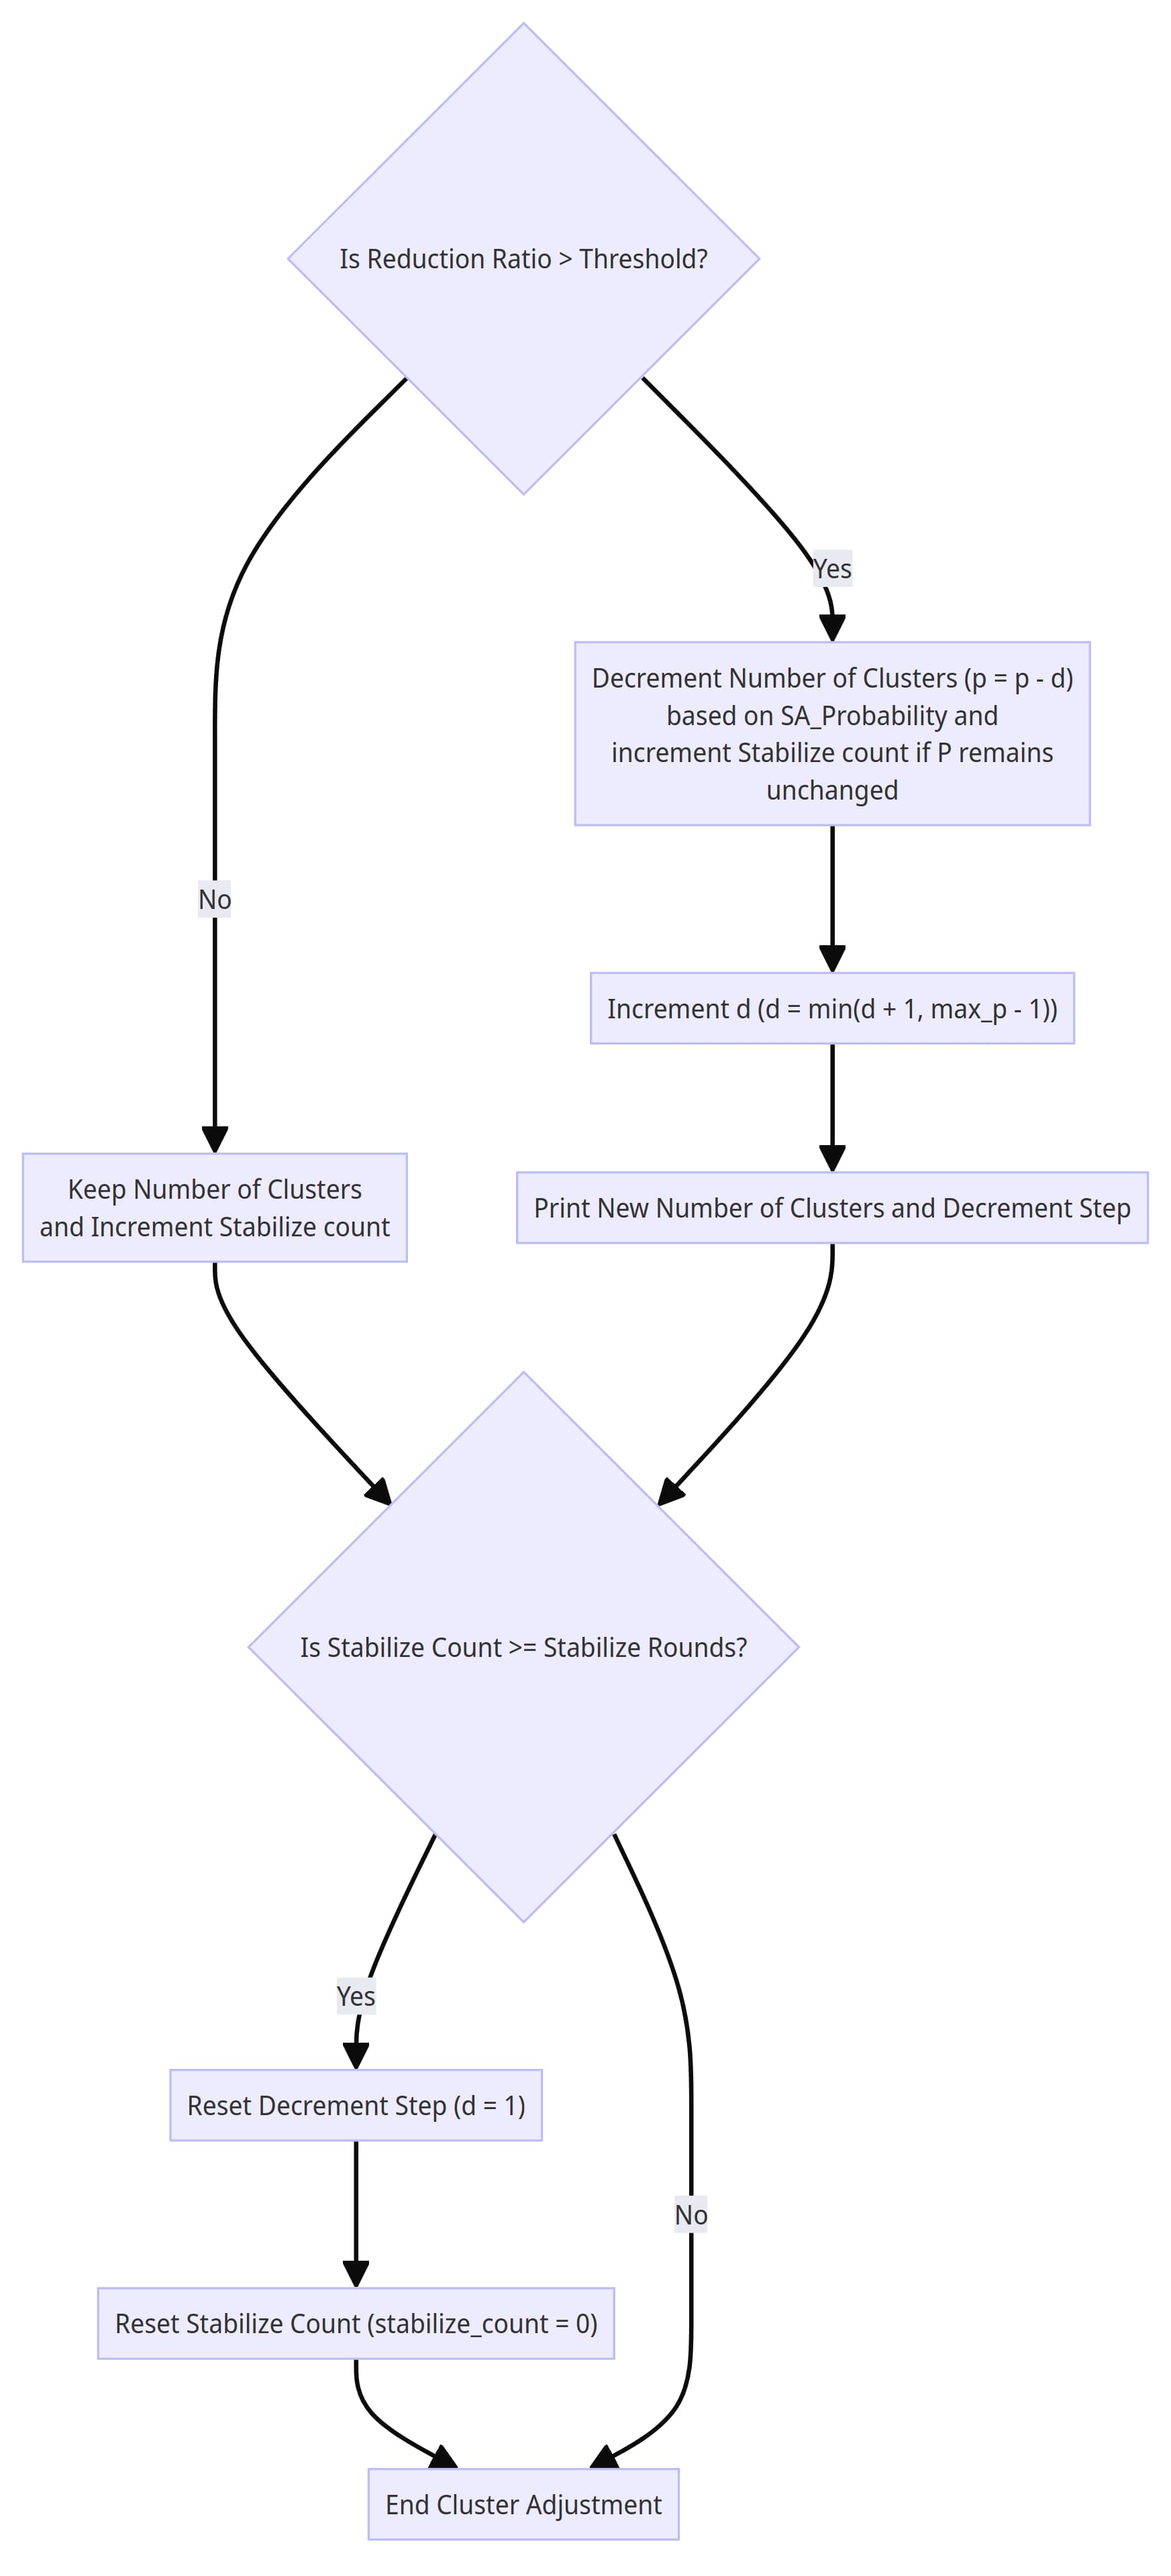 Is Reduction Ratio > Threshold?
Yes
Decrement Number of Clusters (p = p - d)
based on SA_Probability and
increment Stabilize count if P remains
unchanged
No
Increment d (d = min(d + 1, max_p - 1))
Keep Number of Clusters
and Increment Stabilize count
Print New Number of Clusters and Decrement Step
Is Stabilize Count >= Stabilize Rounds?
Yes
Reset Decrement Step (d = 1)
No
Reset Stabilize Count (stabilize_count = 0)
End Cluster Adjustment